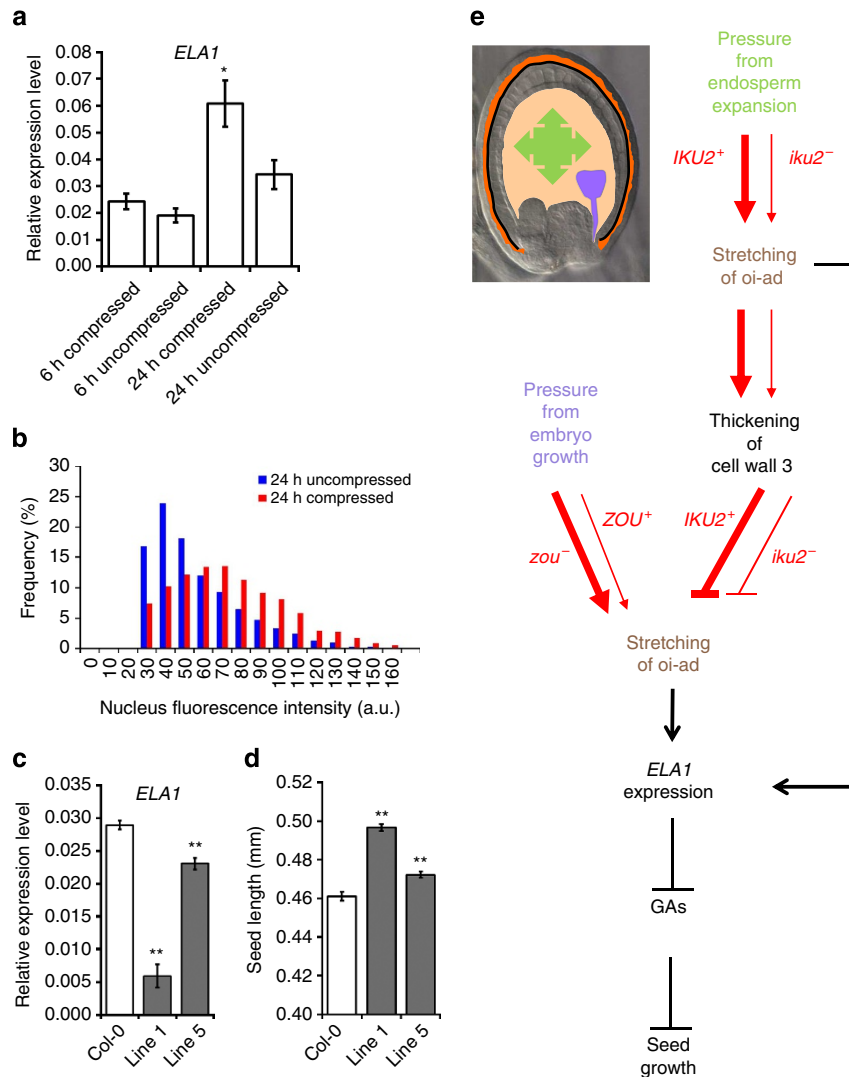 a
ELA1
*
Relative expression level
0.08
0.07
0.06
0.05
0.04
0.03
0.02
0.01
0.00
6 h compressed
6 h uncompressed
24 h compressed
24 h uncompressed
b
24 h uncompressed
24 h compressed
Frequency (%)
30
25
20
15
10
5
0
0
10
20
30
40
50
60
70
80
90
100
110
120
130
140
150
160
Nucleus fluorescence intensity (a.u.)
c
ELA1
Relative expression level
0.035
0.030
0.025
0.020
0.015
0.010
0.005
0.000
**
**
Col-0
Line 1
Line 5
d
Seed length (mm)
0.52
0.50
0.48
0.46
0.44
0.42
0.40
**
**
Col-0
Line 1
Line 5
e
Pressure
from
endosperm
expansion
IKU2+
iku2−
Stretching
of oi-ad
Pressure
from
embryo
growth
Thickening
of
cell wall 3
zou−
ZOU+
IKU2+
iku2−
Stretching
of oi-ad
ELA1
expression
GAs
Seed
growth